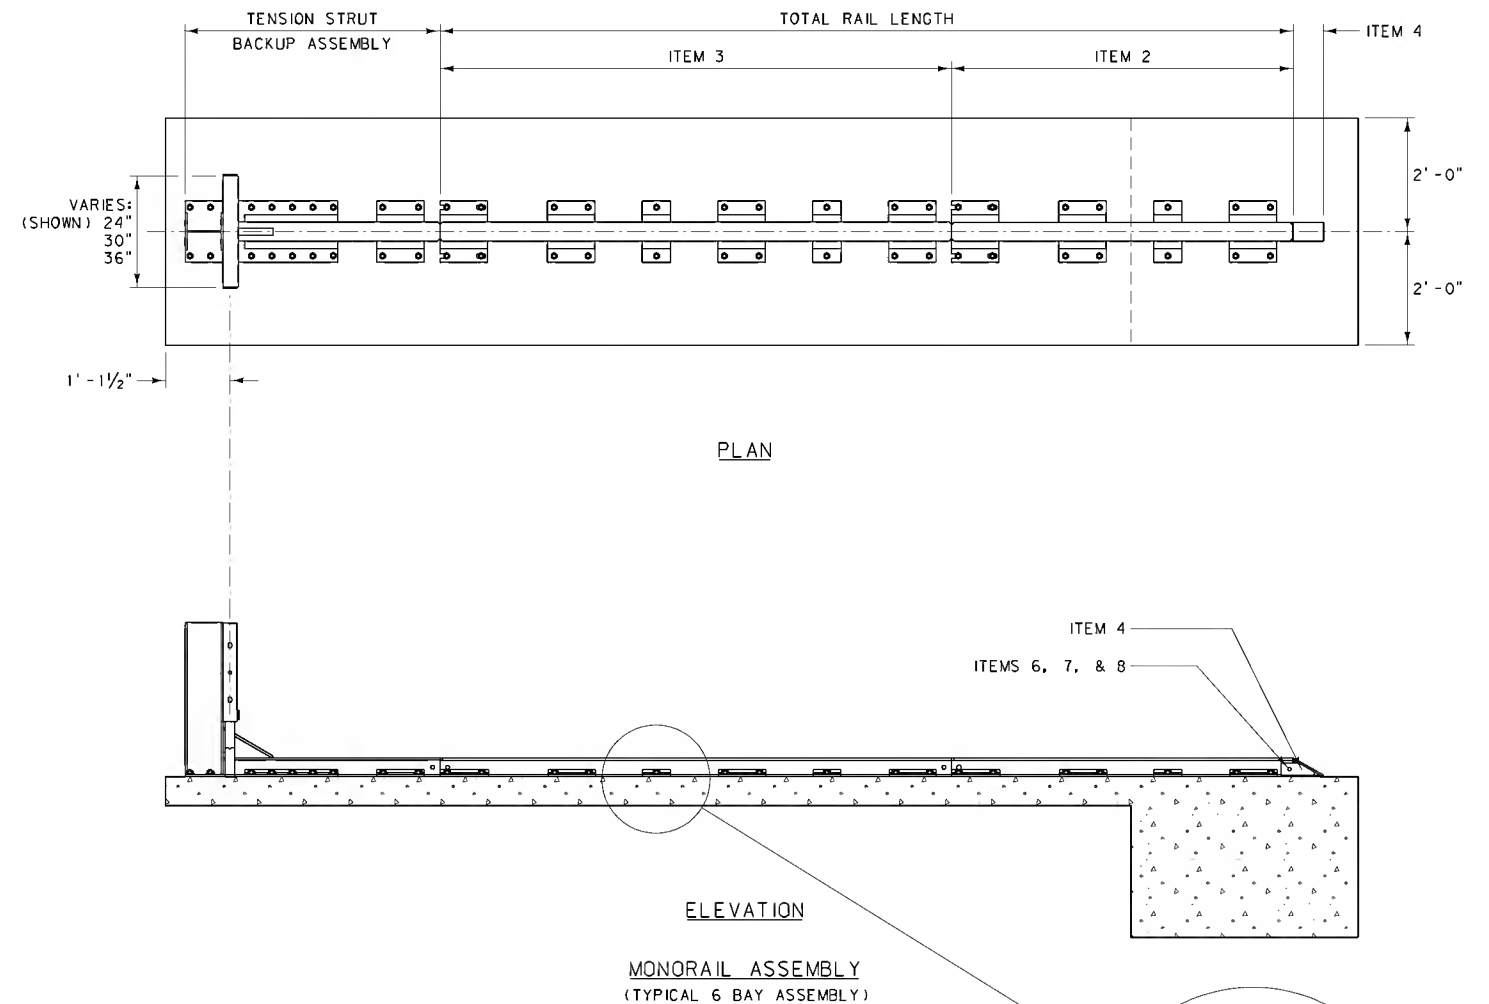 TENSION STRUT
BACKUP ASSEMBLY
TOTAL RAIL LENGTH
ITEM 4
ITEM 3
ITEM 2
VARIES:
(SHOWN) 24"
30"
36"
2'-0"
2'-0"
1'-1½"
PLAN
ITEM 4
ITEMS 6, 7, & 8
ELEVATION
MONORAIL ASSEMBLY
(TYPICAL 6 BAY ASSEMBLY)